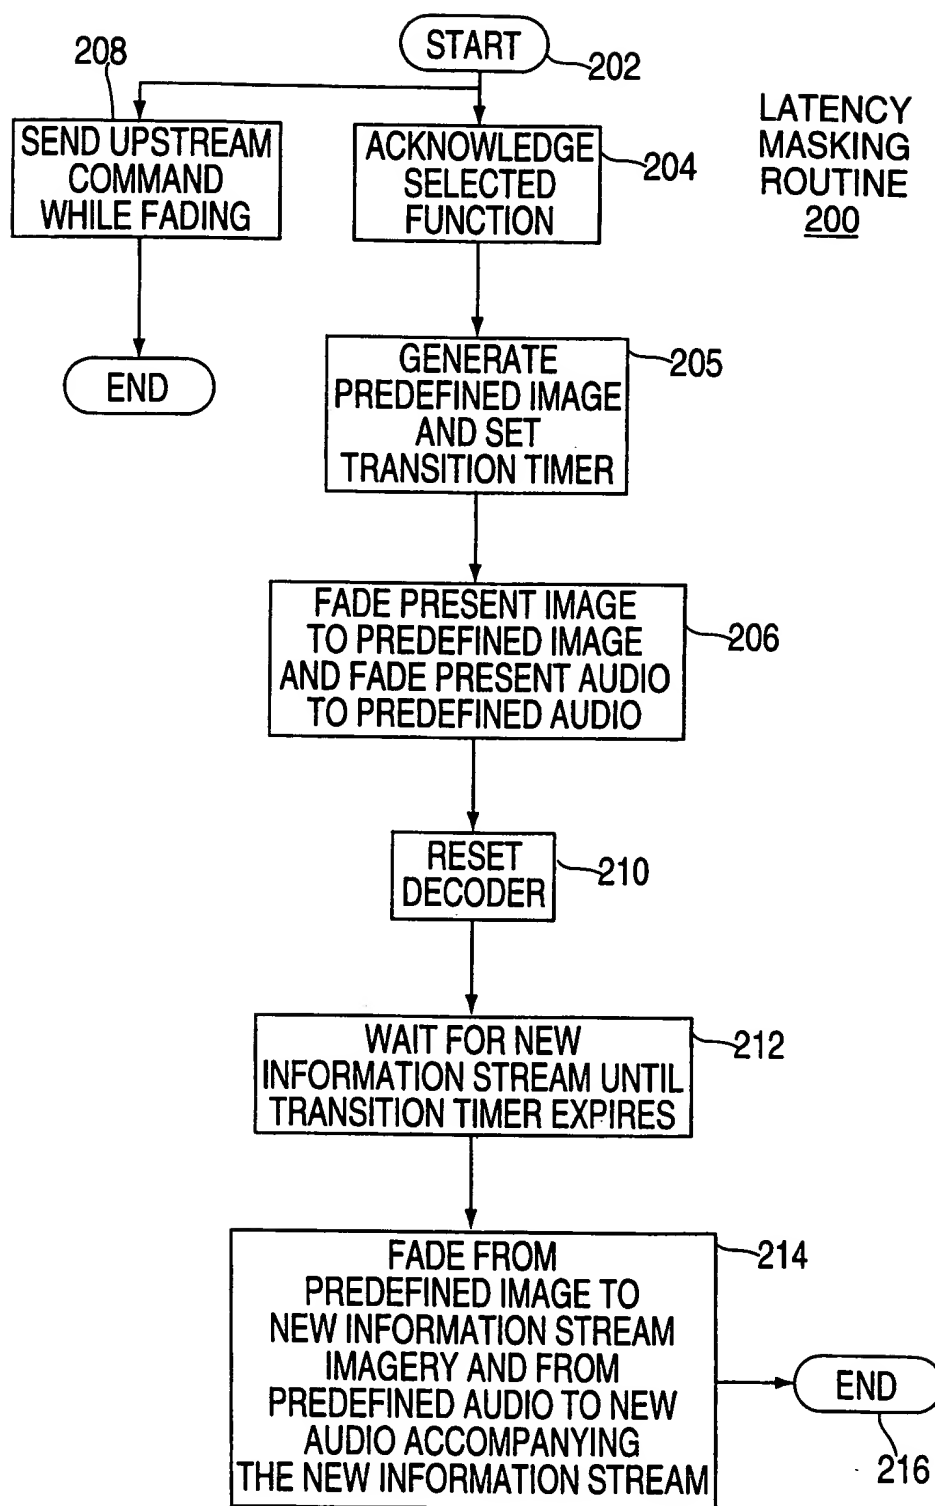 START
202
208
SEND UPSTREAM
COMMAND
WHILE FADING
END
ACKNOWLEDGE
SELECTED
FUNCTION
204
LATENCY
MASKING
ROUTINE
200
GENERATE
PREDEFINED IMAGE
AND SET
TRANSITION TIMER
205
FADE PRESENT IMAGE
TO PREDEFINED IMAGE
AND FADE PRESENT AUDIO
TO PREDEFINED AUDIO
206
RESET
DECODER
210
WAIT FOR NEW
INFORMATION STREAM UNTIL
TRANSITION TIMER EXPIRES
212
FADE FROM
PREDEFINED IMAGE TO
NEW INFORMATION STREAM
IMAGERY AND FROM
PREDEFINED AUDIO TO NEW
AUDIO ACCOMPANYING
THE NEW INFORMATION STREAM
214
END
216